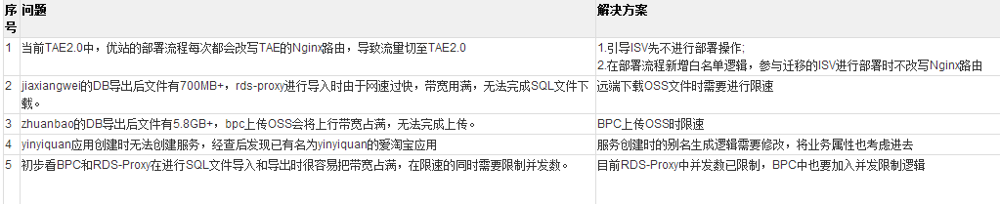 序号 问题 解决方案
1 当前TAE2.0中，优站的部署流程每次都会改写TAE的Nginx路由，导致流量切至TAE2.0 1.引导ISV先不进行部署操作;
2.在部署流程新增白名单逻辑，参与迁移的ISV进行部署时不改写Nginx路由
2 jiaxiangwei的DB导出后文件有700MB+，rds-proxy进行导入时由于网速过快，带宽用满，无法完成SQL文件下载。 远端下载OSS文件时需要进行限速
3 zhuanbao的DB导出后文件有5.8GB+，bpc上传OSS会将上行带宽占满，无法完成上传。 BPC上传OSS时限速
4 yinyiquan应用创建时无法创建服务，经查后发现已有名为yinyiquan的爱淘宝应用 服务创建时的别名生成逻辑需要修改，将业务属性也考虑进去
5 初步看BPC和RDS-Proxy在进行SQL文件导入和导出时很容易把带宽占满，在限速的同时需要限制并发数。 目前RDS-Proxy中并发数已限制，BPC中也要加入并发限制逻辑